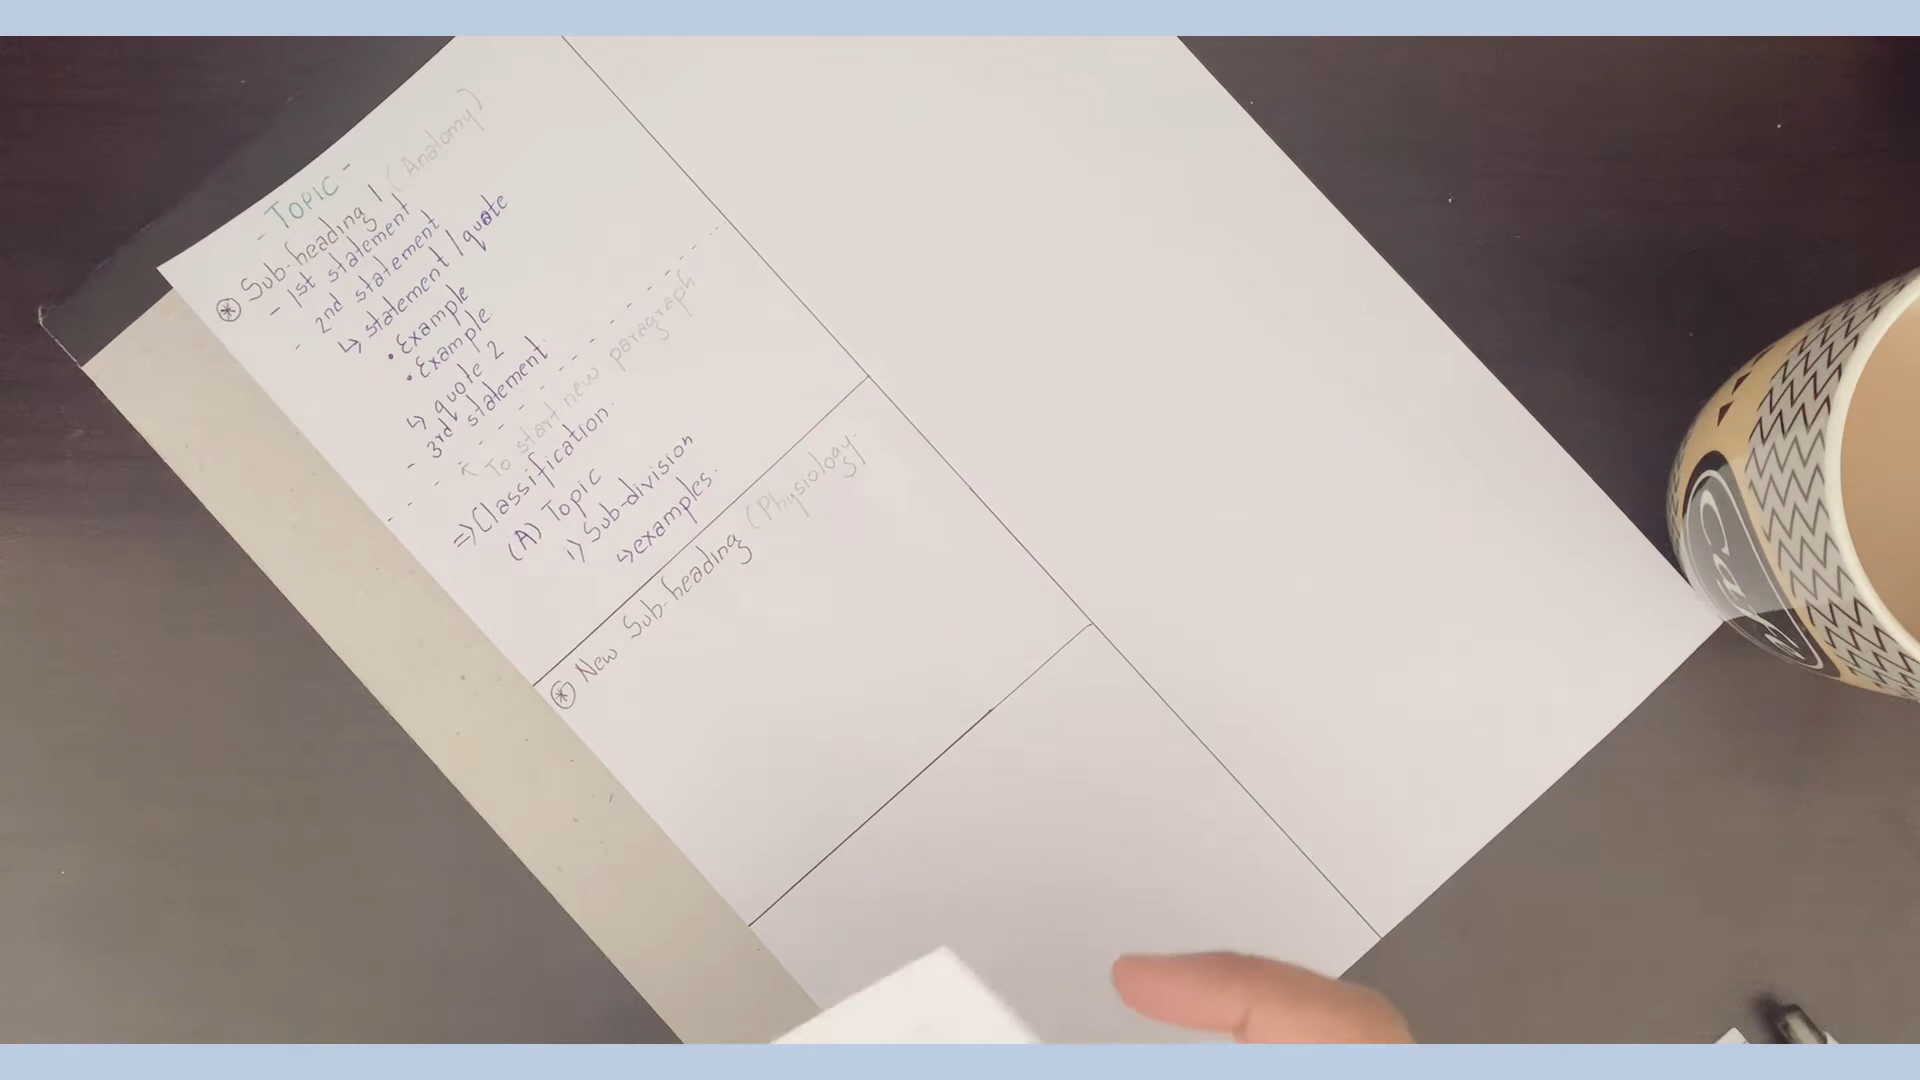 - TOPIC -
⊛ Sub-heading 1 (Anatomy)
- 1st statement
- 2nd statement
↳ statement / quote
• Example
• Example.
↳ quote 2
- 3rd statement.
↖ To start new paragraph
⇒ Classification.
(A) Topic
i) Sub-division
↳ examples.
⊛ New Sub-heading (Physiology)
Café